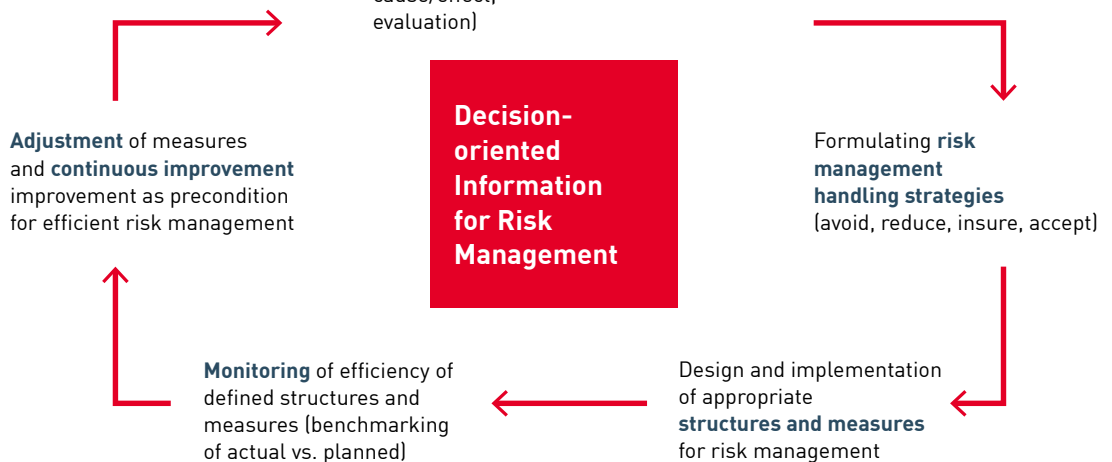 evaluation)
Decision-
oriented
Information
for Risk
Management
Adjustment of measures
and continuous improvement
improvement as precondition
for efficient risk management
Formulating risk
management
handling strategies
(avoid, reduce, insure, accept)
Monitoring of efficiency of
defined structures and
measures (benchmarking
of actual vs. planned)
Design and implementation
of appropriate
structures and measures
for risk management